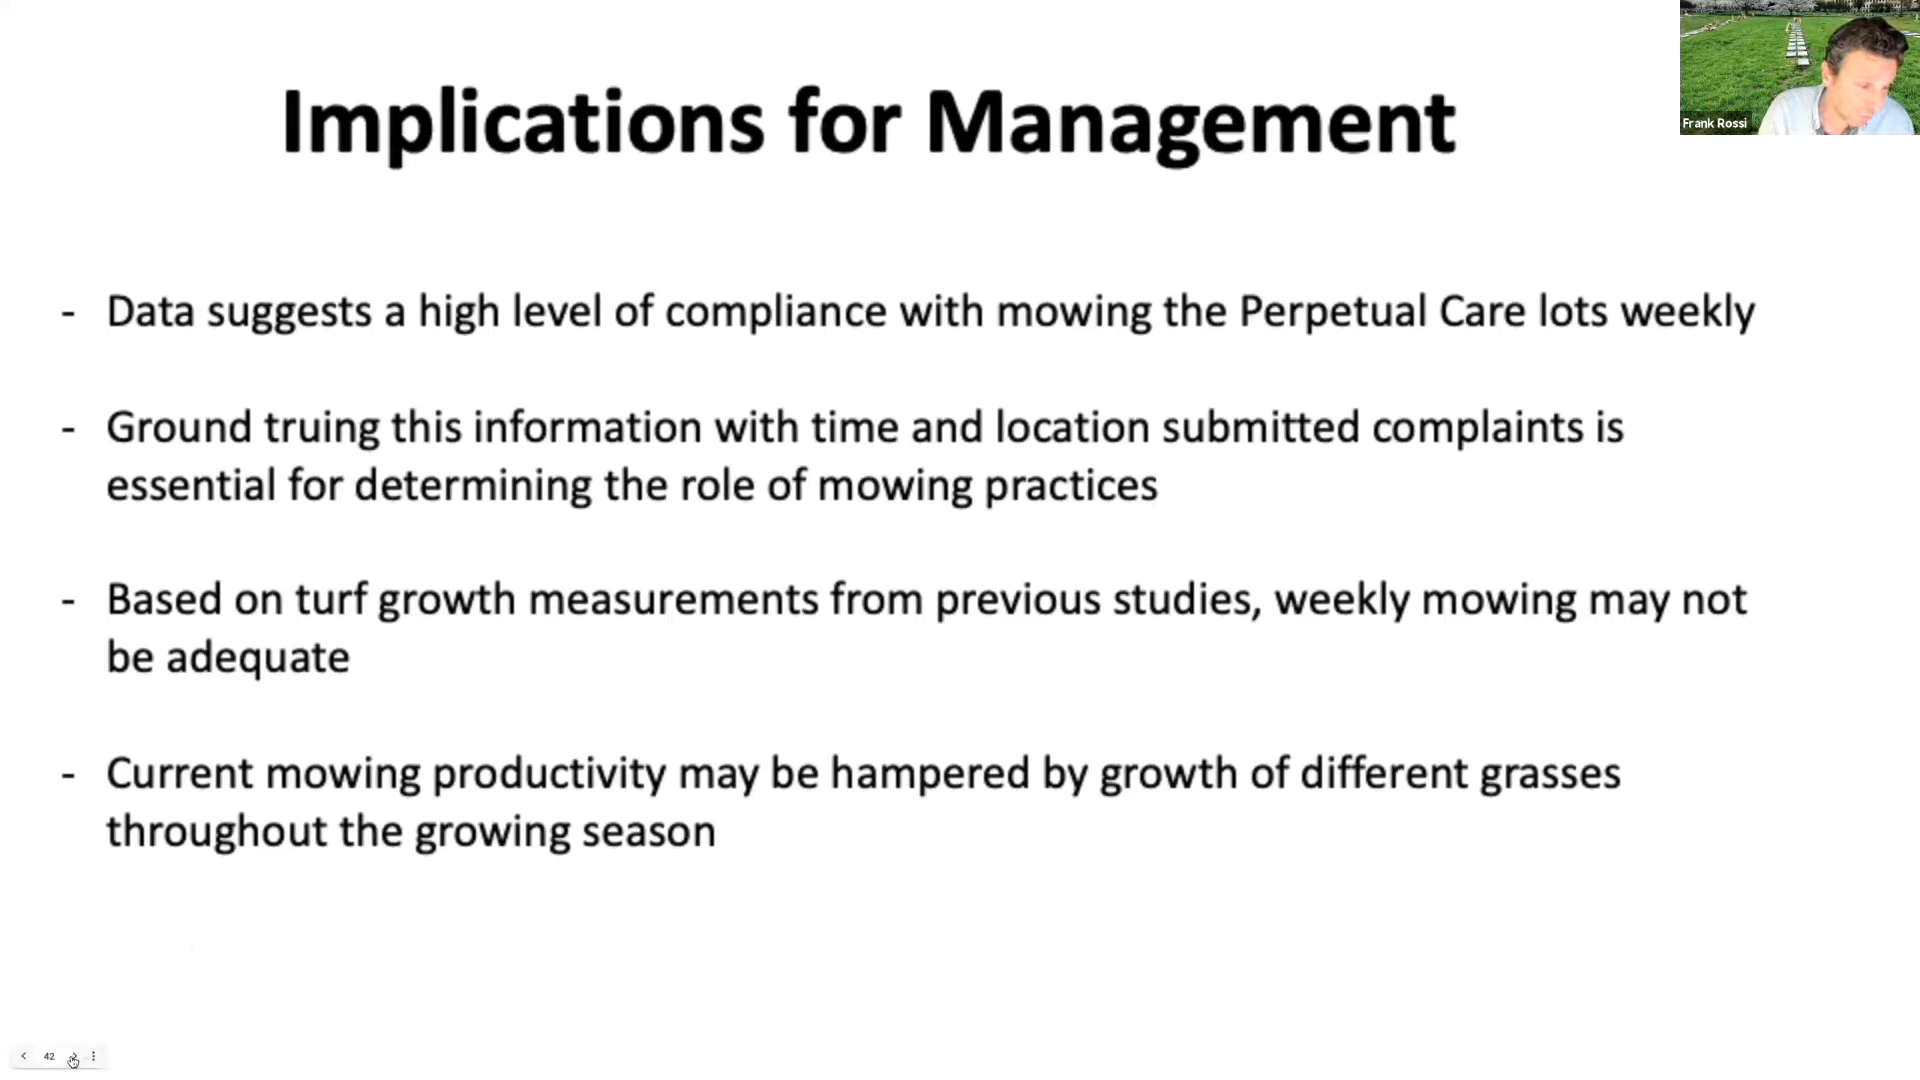 Implications for Management
Frank Rossi
- Data suggests a high level of compliance with mowing the Perpetual Care lots weekly
- Ground truing this information with time and location submitted complaints is
essential for determining the role of mowing practices
- Based on turf growth measurements from previous studies, weekly mowing may not
be adequate
- Current mowing productivity may be hampered by growth of different grasses
throughout the growing season
42